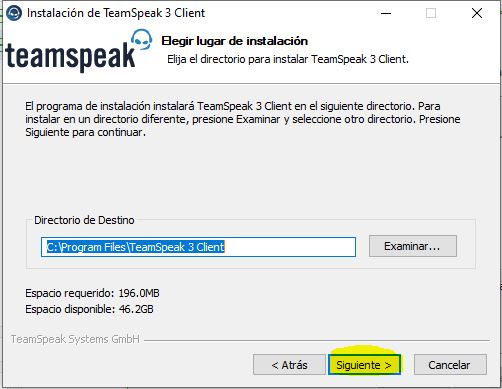 Instalación de TeamSpeak 3 Client
teamspeak
Elegir lugar de instalación
Elija el directorio para instalar TeamSpeak 3 Client.
El programa de instalación instalará TeamSpeak 3 Client en el siguiente directorio. Para
instalar en un directorio diferente, presione Examinar y seleccione otro directorio. Presione
Siguiente para continuar.
Directorio de Destino
C:\Program Files\TeamSpeak 3 Client
Examinar...
Espacio requerido: 196.0MB
Espacio disponible: 46.2GB
TeamSpeak Systems GmbH
< Atrás
Siguiente >
Cancelar